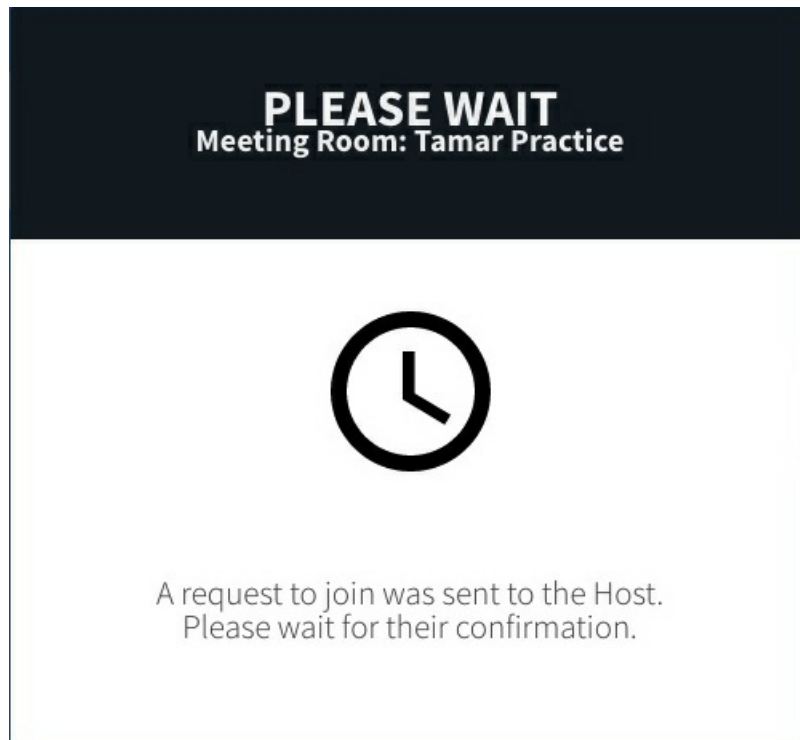 PLEASE WAIT
Meeting Room: Tamar Practice
A request to join was sent to the Host.
Please wait for their confirmation.